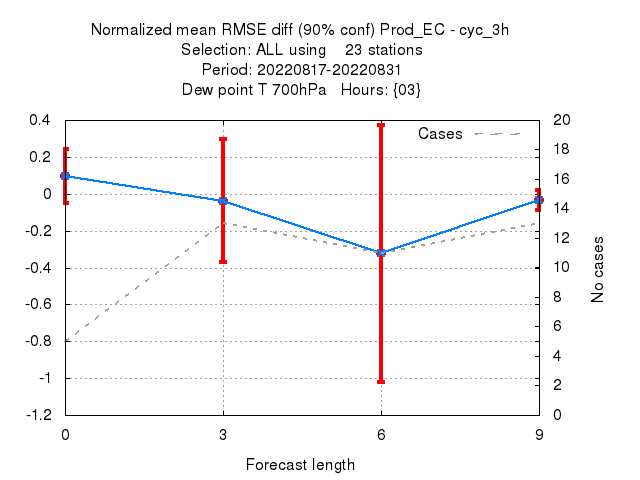 Normalized mean RMSE diff (90% conf) Prod_EC - cyc_3h
Selection: ALL using    23 stations
Period: 20220817-20220831
Dew point T 700hPa   Hours: {03}
Cases
0.4
0.2
0
-0.2
-0.4
-0.6
-0.8
-1
-1.2
20
18
16
14
12
10
8
6
4
2
0
No cases
0 3 6 9
Forecast length